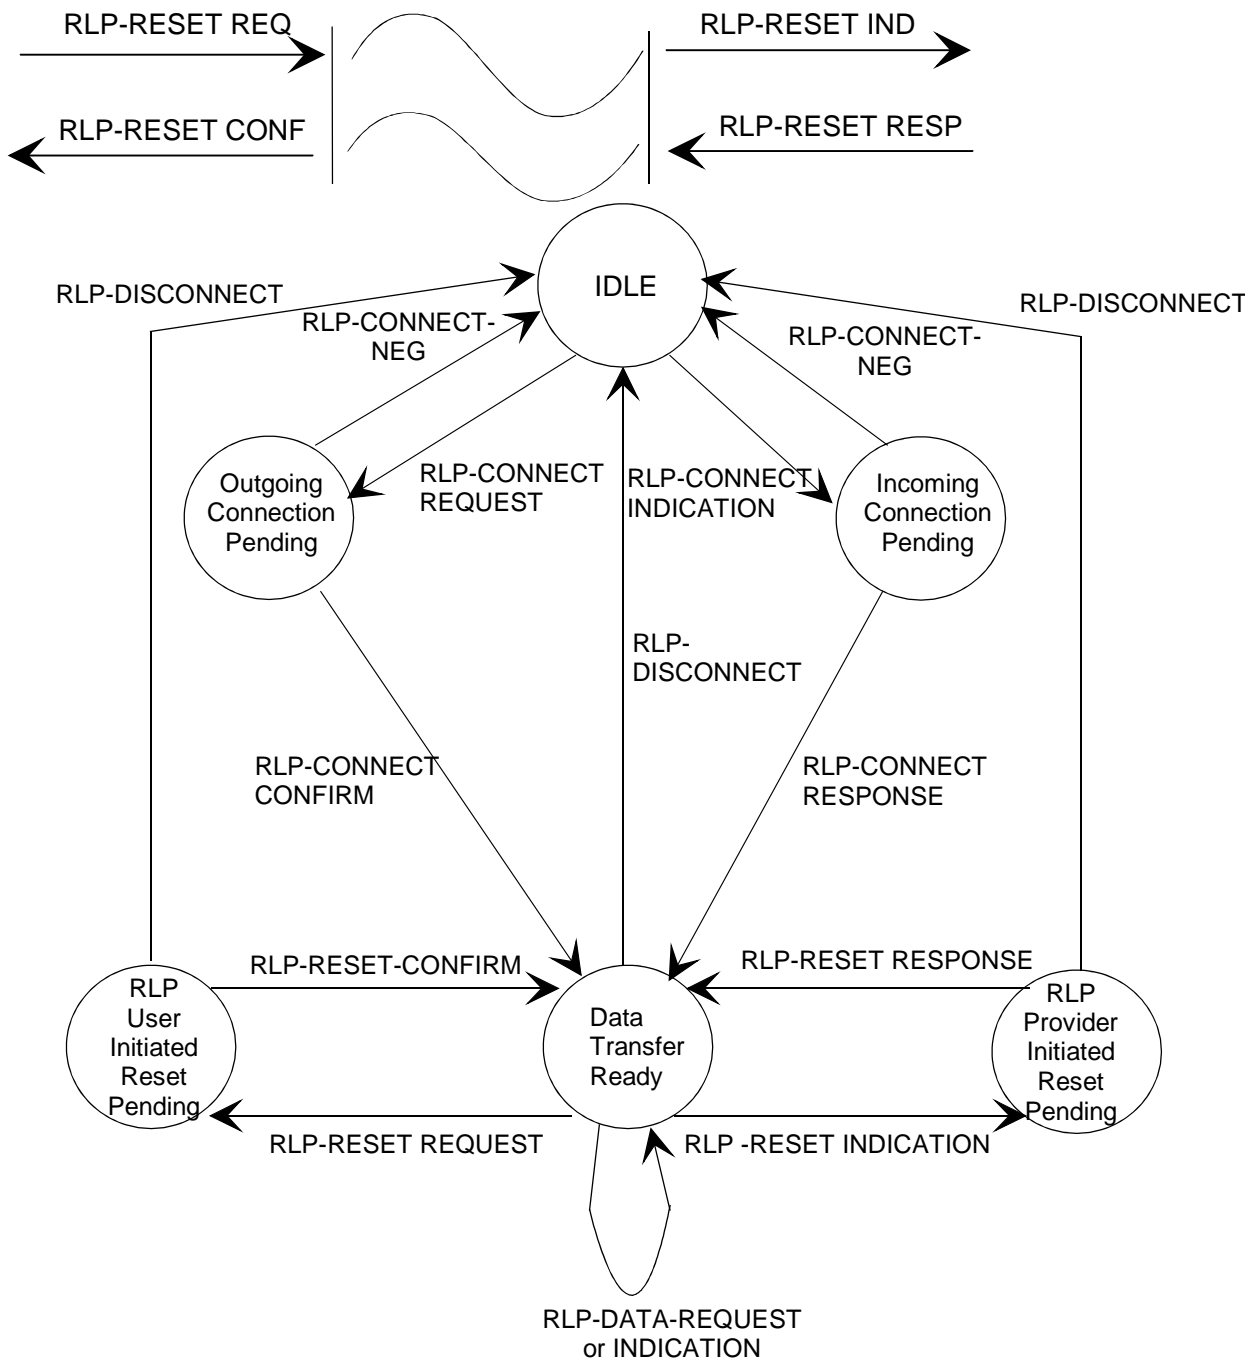 RLP-RESET REQ
RLP-RESET IND
RLP-RESET CONF
RLP-RESET RESP
IDLE
RLP-DISCONNECT
RLP-DISCONNECT
RLP-CONNECT-
NEG
RLP-CONNECT-
NEG
Outgoing
Connection
Pending
RLP-CONNECT
REQUEST
RLP-CONNECT
INDICATION
Incoming
Connection
Pending
RLP-
DISCONNECT
RLP-CONNECT
CONFIRM
RLP-CONNECT
RESPONSE
RLP-RESET-CONFIRM
RLP-RESET RESPONSE
RLP
User
Initiated
Reset
Pending
Data
Transfer
Ready
RLP
Provider
Initiated
Reset
Pending
RLP-RESET REQUEST
RLP -RESET INDICATION
RLP-DATA-REQUEST
or INDICATION